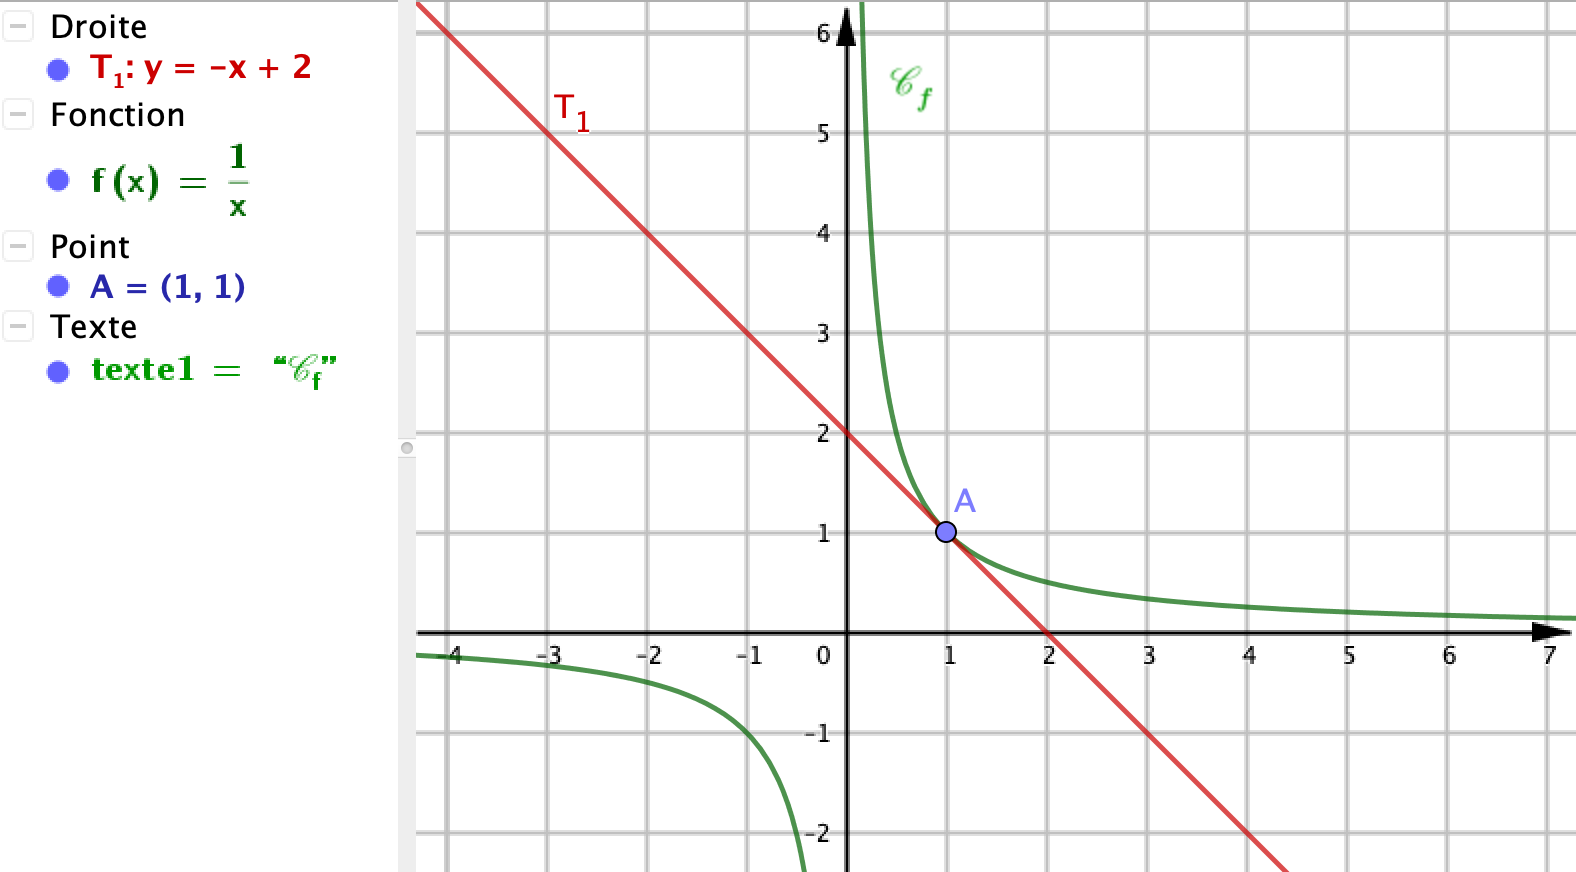 Droite
T₁: y = −x + 2
Fonction
f(x) = 1/x
Point
A = (1, 1)
Texte
texte1 = “𝒞f”
6
𝒞f
T₁
5
4
3
2
A
1
-4 -3 -2 -1 0 1 2 3 4 5 6 7
-1
-2